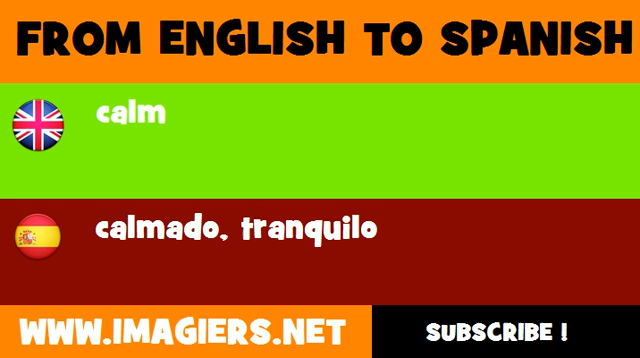 FROM ENGLISH TO SPANISH
calm
calmado, tranquilo
WWW.IMAGIERS.NET
SUBSCRIBE !